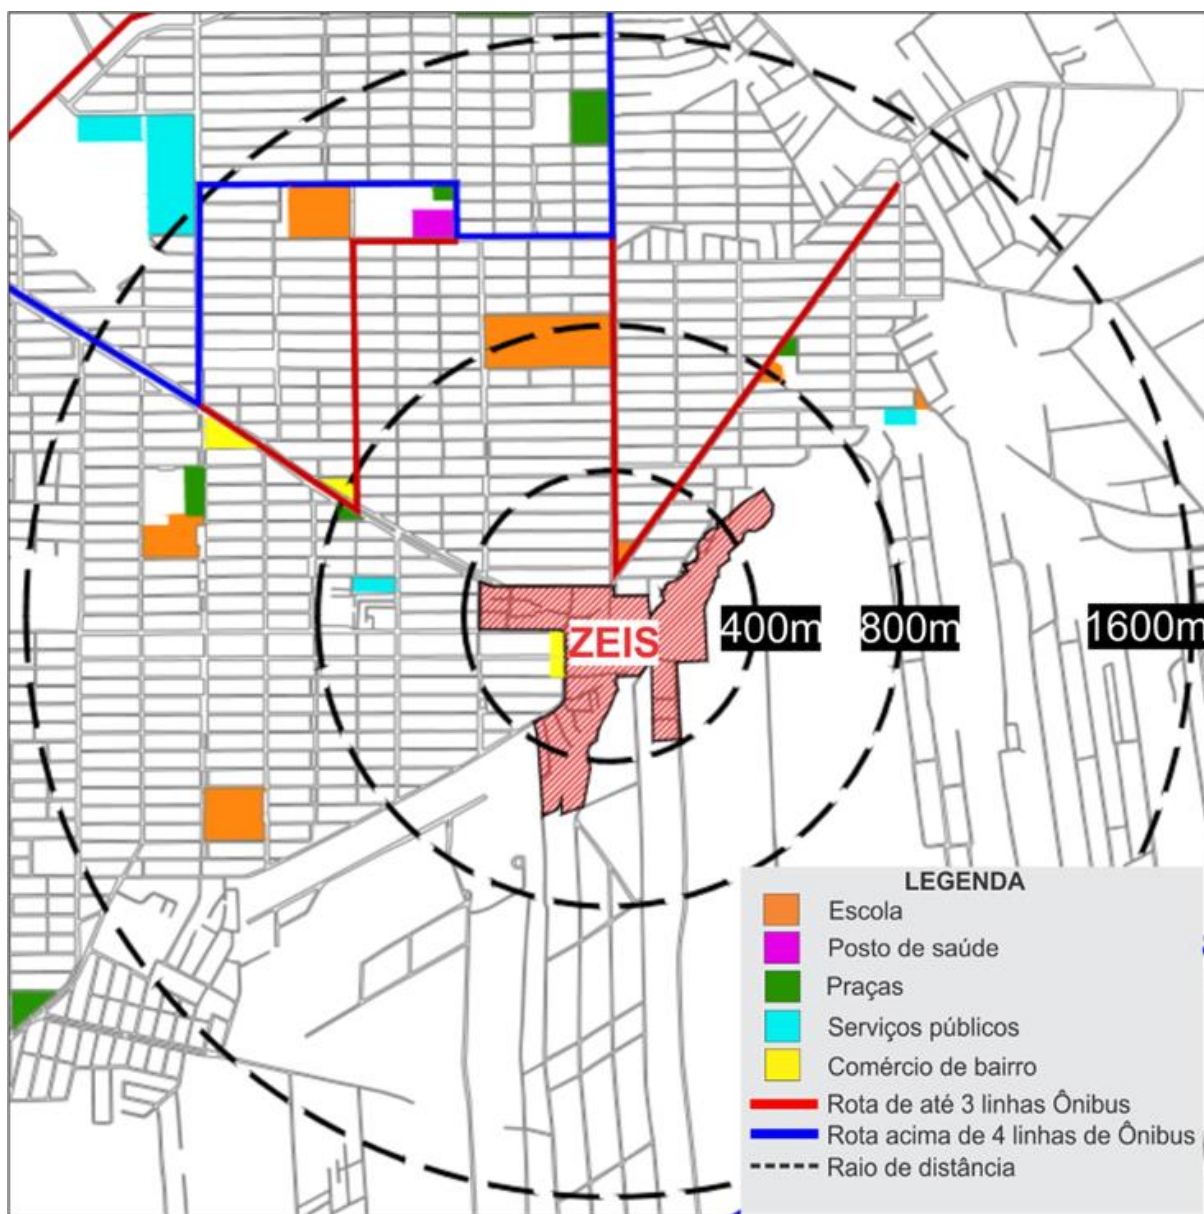 ZEIS
400m
800m
1600m
LEGENDA
Escola
Posto de saúde
Praças
Serviços públicos
Comércio de bairro
Rota de até 3 linhas Ônibus
Rota acima de 4 linhas de Ônibus
Raio de distância